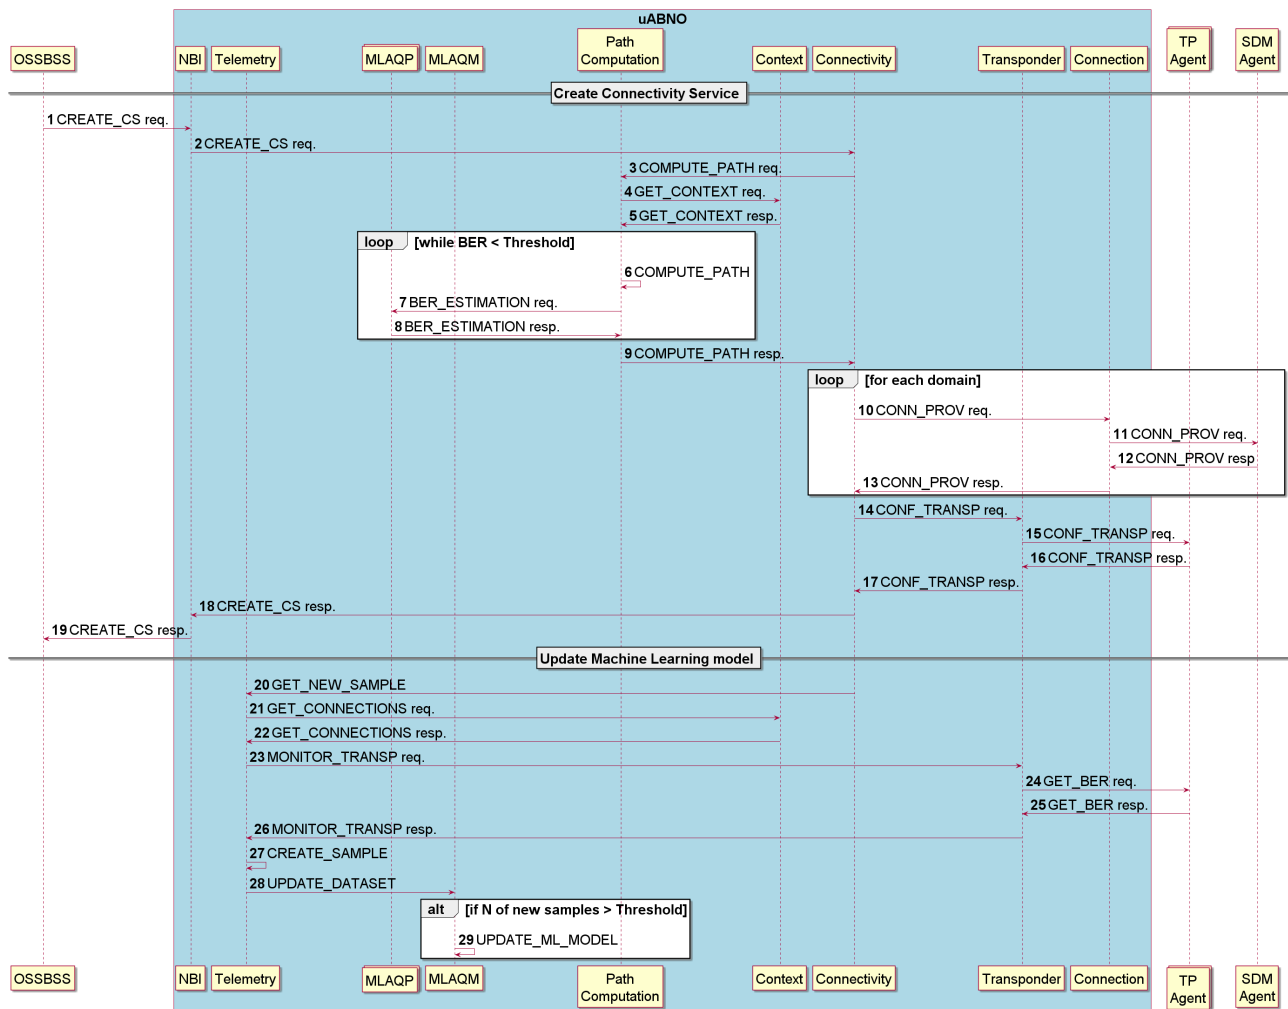 uABNO
OSSBSS
NBI
Telemetry
MLAQP
MLAQM
Path
Computation
Context
Connectivity
Transponder
Connection
TP
Agent
SDM
Agent
Create Connectivity Service
1 CREATE_CS req.
2 CREATE_CS req.
3 COMPUTE_PATH req.
4 GET_CONTEXT req.
5 GET_CONTEXT resp.
loop [while BER < Threshold]
6 COMPUTE_PATH
7 BER_ESTIMATION req.
8 BER_ESTIMATION resp.
9 COMPUTE_PATH resp.
loop [for each domain]
10 CONN_PROV req.
11 CONN_PROV req.
12 CONN_PROV resp
13 CONN_PROV resp.
14 CONF_TRANSP req.
15 CONF_TRANSP req.
16 CONF_TRANSP resp.
17 CONF_TRANSP resp.
18 CREATE_CS resp.
19 CREATE_CS resp.
Update Machine Learning model
20 GET_NEW_SAMPLE
21 GET_CONNECTIONS req.
22 GET_CONNECTIONS resp.
23 MONITOR_TRANSP req.
24 GET_BER req.
25 GET_BER resp.
26 MONITOR_TRANSP resp.
27 CREATE_SAMPLE
28 UPDATE_DATASET
alt [if N of new samples > Threshold]
29 UPDATE_ML_MODEL
OSSBSS
NBI
Telemetry
MLAQP
MLAQM
Path
Computation
Context
Connectivity
Transponder
Connection
TP
Agent
SDM
Agent